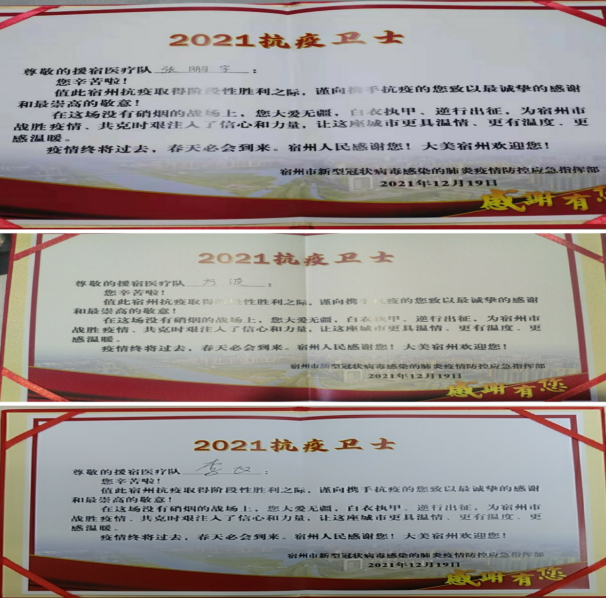 2021抗疫卫士
尊敬的援宿医疗队 张鹏宇 :
您辛苦啦!
值此宿州抗疫取得阶段性胜利之际,谨向携手抗疫的您致以最诚挚的感谢
和最崇高的敬意!
在这场没有硝烟的战场上,您大爱无疆,白衣执甲、逆行出征,为宿州市
战胜疫情、共克时艰注入了信心和力量,让这座城市更具温情、更有温度、更
感温暖。
疫情终将过去,春天必会到来。宿州人民感谢您!大美宿州欢迎您!
宿州市新型冠状病毒感染的肺炎疫情防控应急指挥部
2021年12月19日
感谢有您
2021抗疫卫士
尊敬的援宿医疗队 :
您辛苦啦!
值此宿州抗疫取得 性胜利之际,谨向携手 疫的您致以最诚挚的感谢
和最崇高的敬意!
在这场没有硝烟的战场上,您大爱无疆,白衣执甲、逆行出征,为宿州市
战胜疫情、共克时艰注入了信心和力量,让这座城市更具温情、更有温度、更
感温暖。
疫情终将过去,春天必会到来。宿州人民感谢您!大美宿州欢迎您!
宿州市新型冠状病毒感染的肺炎疫情防控应急指挥部
2021年12月19日
感谢有您
2021抗疫卫士
尊敬的援宿医疗队 :
您辛苦啦!
值此宿州抗疫取得阶段性胜利之际,谨向携手抗疫的您致以最诚挚的感谢
和最崇高的敬意!
在这场没有硝烟的战场上,您大爱无疆,白衣执甲、逆行出征,为宿州市
战胜疫情、共克时艰注入了信心和力量,让这座城市更具温情、更有温度、更
感温暖。
疫情终将过去,春天必会到来。宿州人民感谢您!大美宿州欢迎您!
宿州市新型冠状病毒感染的肺炎疫情防控应急指挥部
2021年12月19日
感谢有您